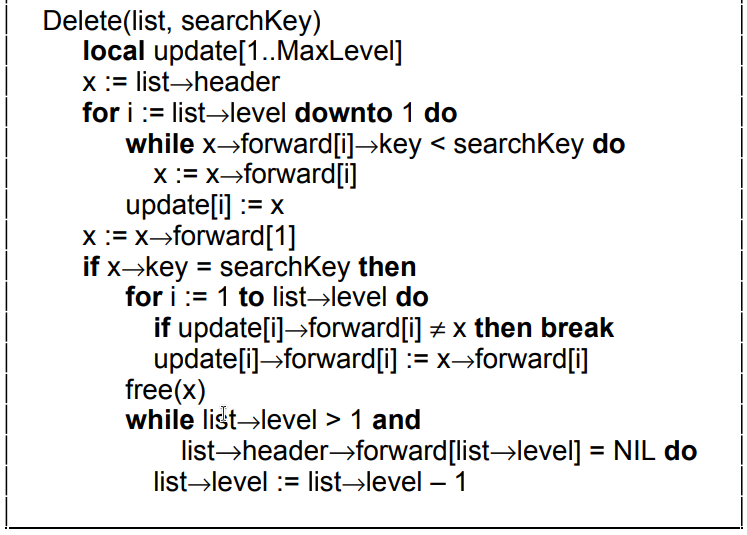 Delete(list, searchKey)
local update[1..MaxLevel]
x := list→header
for i := list→level downto 1 do
while x→forward[i]→key < searchKey do
x := x→forward[i]
update[i] := x
x := x→forward[1]
if x→key = searchKey then
for i := 1 to list→level do
if update[i]→forward[i] ≠ x then break
update[i]→forward[i] := x→forward[i]
free(x)
while list→level > 1 and
list→header→forward[list→level] = NIL do
list→level := list→level – 1